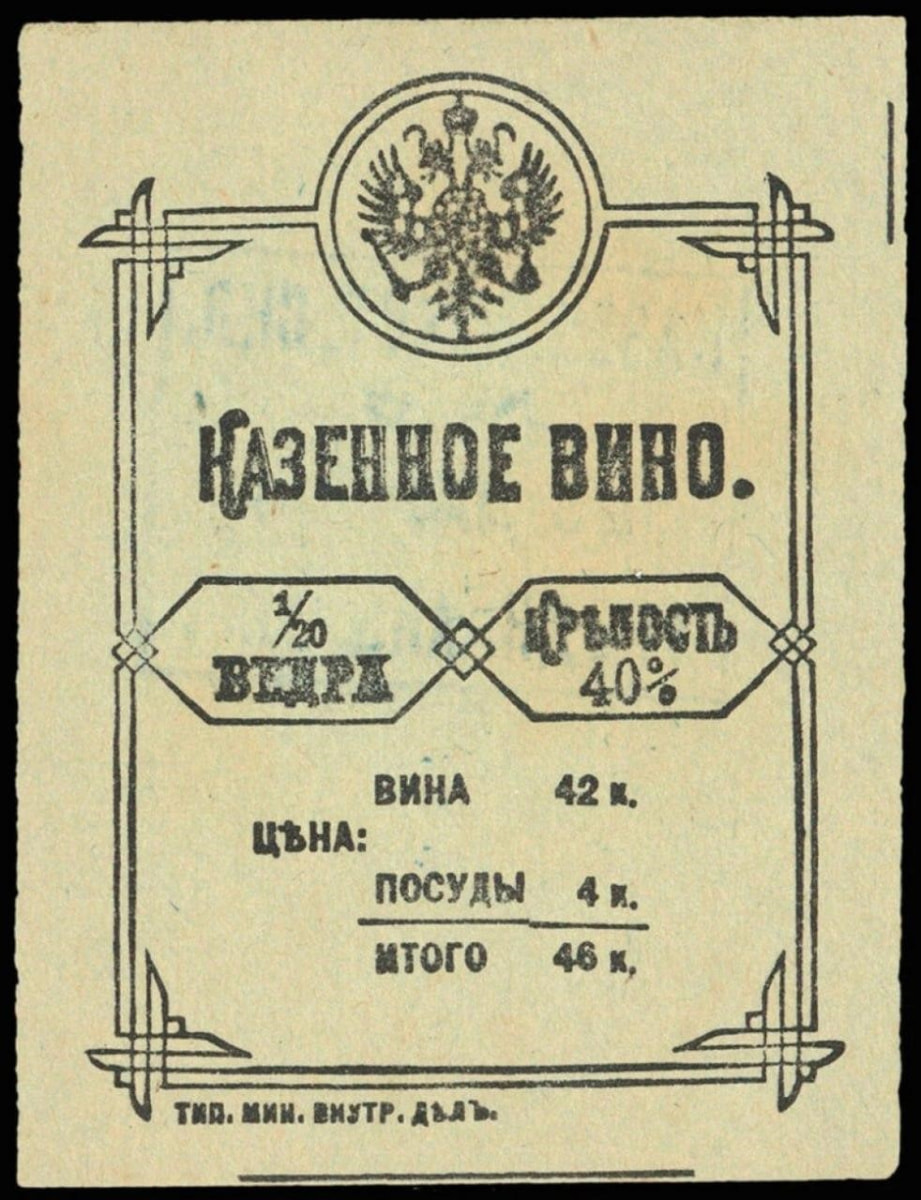 КАЗЕННОЕ ВИНО.
1/20
ВЕДРА
КРѢПОСТЬ
40%
ВИНА 42 к.
ЦѢНА:
ПОСУДЫ 4 к.
ИТОГО 46 к.
ТИП. МИН. ВНУТР. ДѢЛЪ.